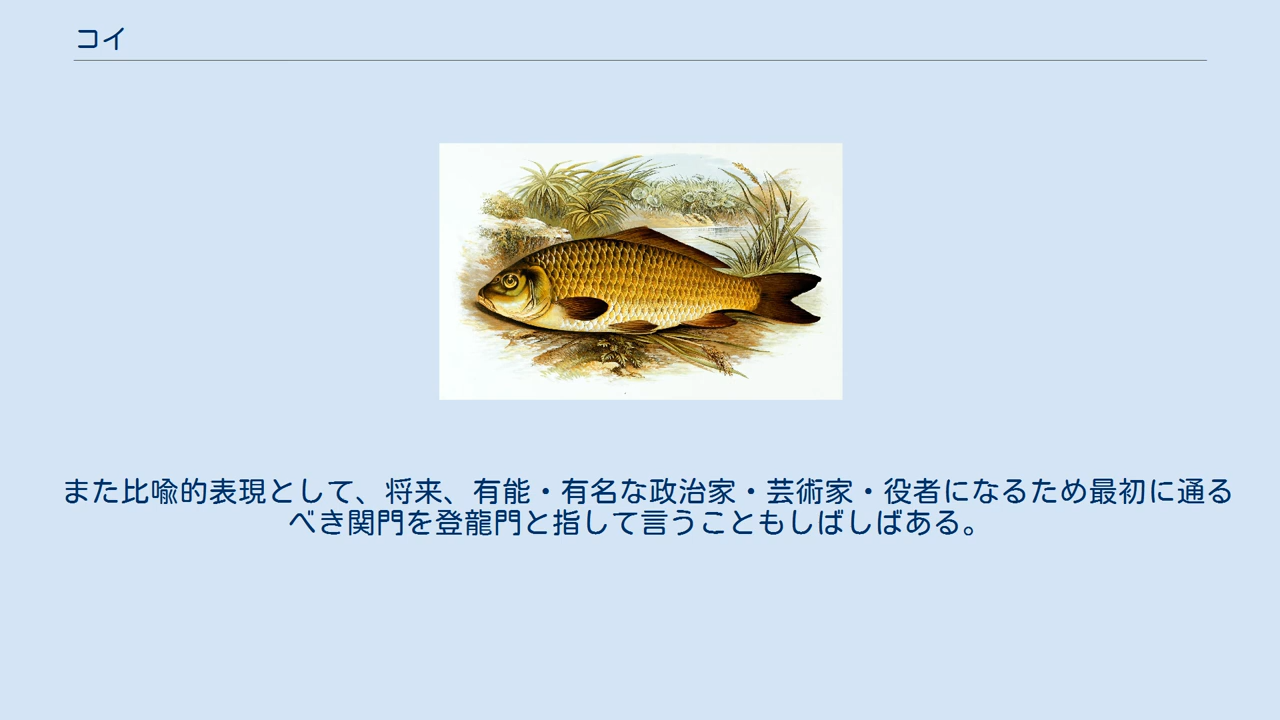 コイ
また比喩的表現として、将来、有能・有名な政治家・芸術家・役者になるため最初に通る
べき関門を登龍門と指して言うこともしばしばある。